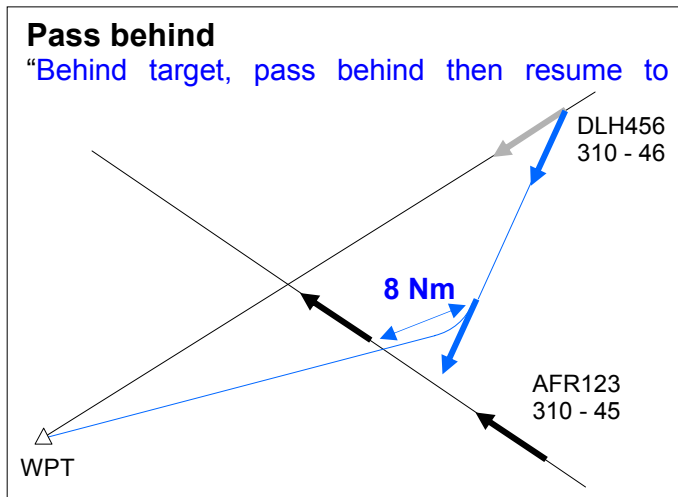 Pass behind
“Behind target, pass behind then resume to
DLH456
310 - 46
8 Nm
AFR123
310 - 45
WPT